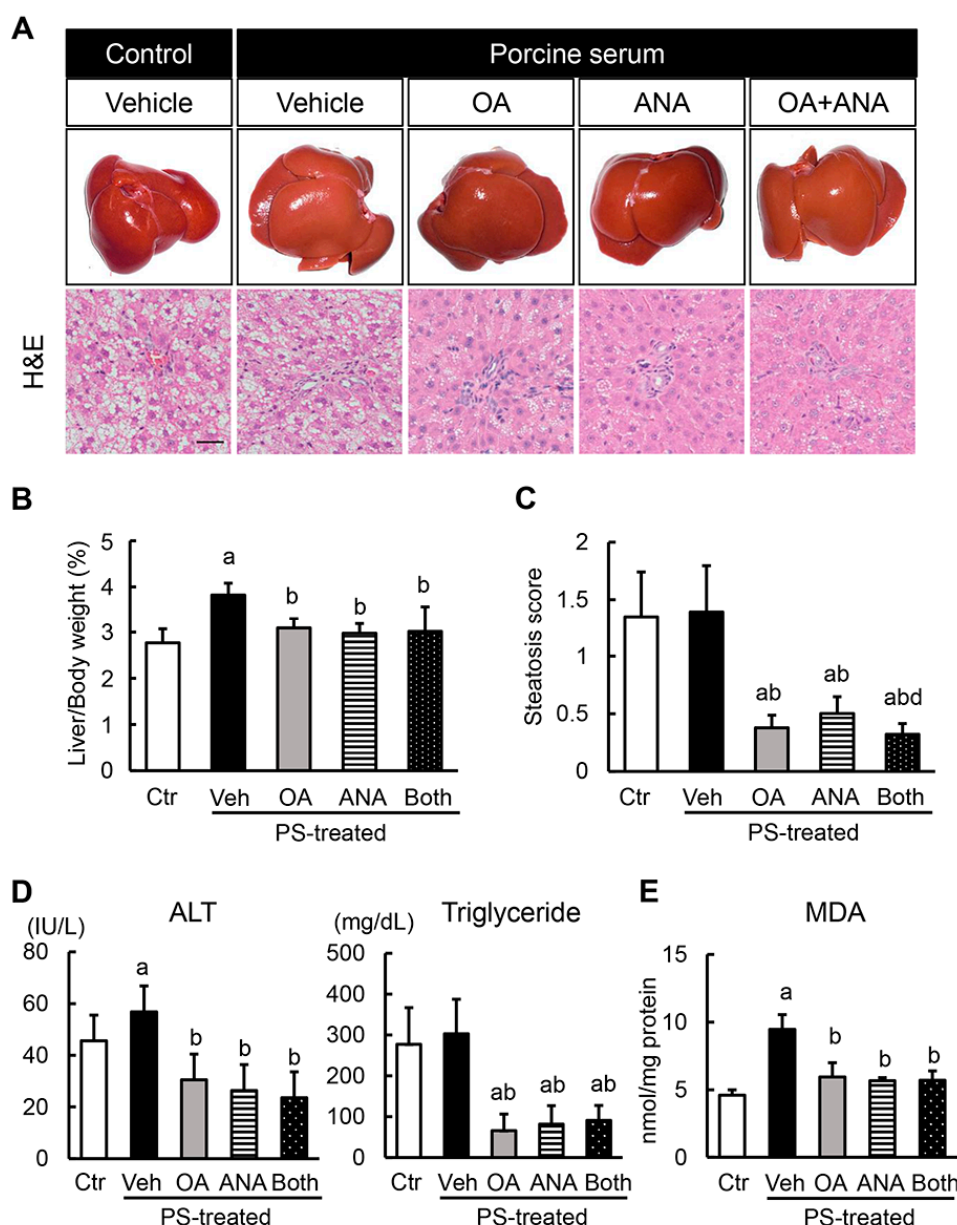 A
Control Porcine serum
Vehicle Vehicle OA ANA OA+ANA
H&E
B
Liver/Body weight (%)
5
4
3
2
1
0
a
b
b
b
Ctr Veh OA ANA Both
PS-treated
C
Steatosis score
2
1.5
1
0.5
0
ab
ab
abd
Ctr Veh OA ANA Both
PS-treated
D
ALT
(IU/L)
80
60
40
20
0
a
b
b
b
Ctr Veh OA ANA Both
PS-treated
Triglyceride
(mg/dL)
500
400
300
200
100
0
ab
ab
ab
Ctr Veh OA ANA Both
PS-treated
E
MDA
nmol/mg protein
15
10
5
0
a
b
b
b
Ctr Veh OA ANA Both
PS-treated